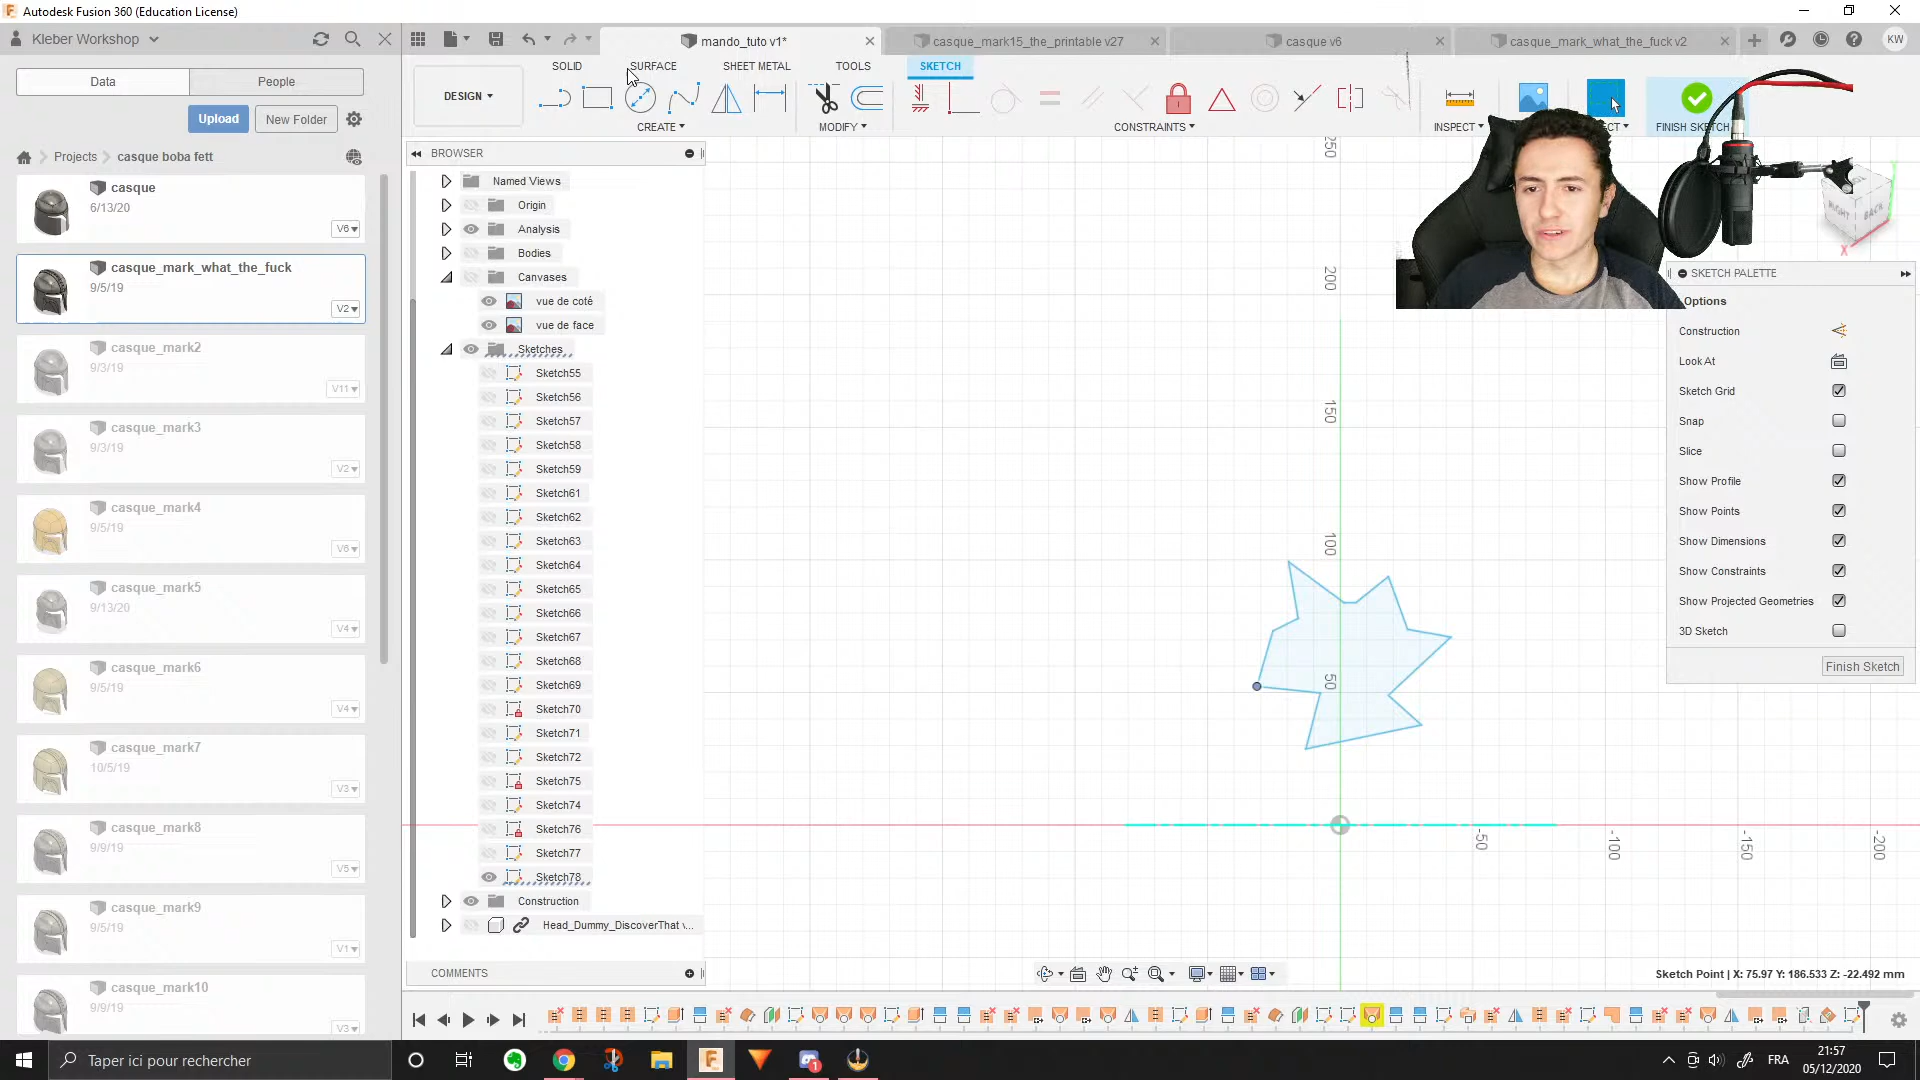 Autodesk Fusion 360 (Education License)
Kleber Workshop
mando_tuto v1*
casque_mark15_the_printable v27
casque v6
casque_mark_what_the_fuck v2
KW
Data
People
SOLID
SURFACE
SHEET METAL
TOOLS
SKETCH
DESIGN
Upload
New Folder
CREATE
MODIFY
CONSTRAINTS
INSPECT
FINISH SKETCH
Projects
casque boba fett
BROWSER
casque
6/13/20
V6
casque_mark_what_the_fuck
9/5/19
V2
casque_mark2
9/3/19
V11
casque_mark3
9/3/19
V2
casque_mark4
9/5/19
V6
casque_mark5
9/13/20
V4
casque_mark6
9/5/19
V4
casque_mark7
10/5/19
V3
casque_mark8
9/9/19
V5
casque_mark9
9/5/19
V1
casque_mark10
9/9/19
V3
Named Views
Origin
Analysis
Bodies
Canvases
vue de coté
vue de face
Sketches
Sketch55
Sketch56
Sketch57
Sketch58
Sketch59
Sketch61
Sketch62
Sketch63
Sketch64
Sketch65
Sketch66
Sketch67
Sketch68
Sketch69
Sketch70
Sketch71
Sketch72
Sketch75
Sketch74
Sketch76
Sketch77
Sketch78
Construction
Head_Dummy_DiscoverThat v...
COMMENTS
250
200
150
100
50
-50
-100
-150
-200
RIGHT
BACK
X
SKETCH PALETTE
Options
Construction
Look At
Sketch Grid
Snap
Slice
Show Profile
Show Points
Show Dimensions
Show Constraints
Show Projected Geometries
3D Sketch
Finish Sketch
Sketch Point | X: 75.97 Y: 186.533 Z: -22.492 mm
Taper ici pour rechercher
FRA
21:57
05/12/2020